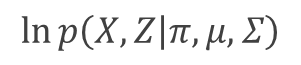 ln p(X, Z|π, μ, Σ)